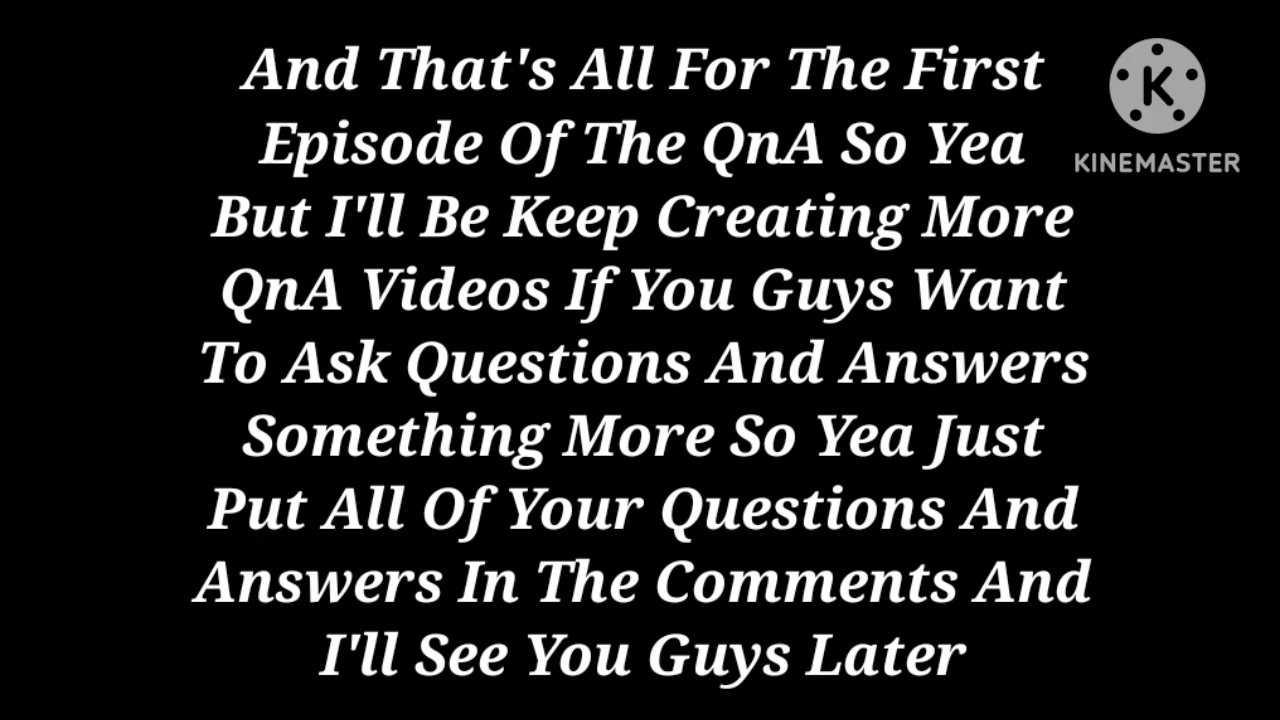 And That's All For The First
Episode Of The QnA So Yea
But I'll Be Keep Creating More
QnA Videos If You Guys Want
To Ask Questions And Answers
Something More So Yea Just
Put All Of Your Questions And
Answers In The Comments And
I'll See You Guys Later
K
KINEMASTER